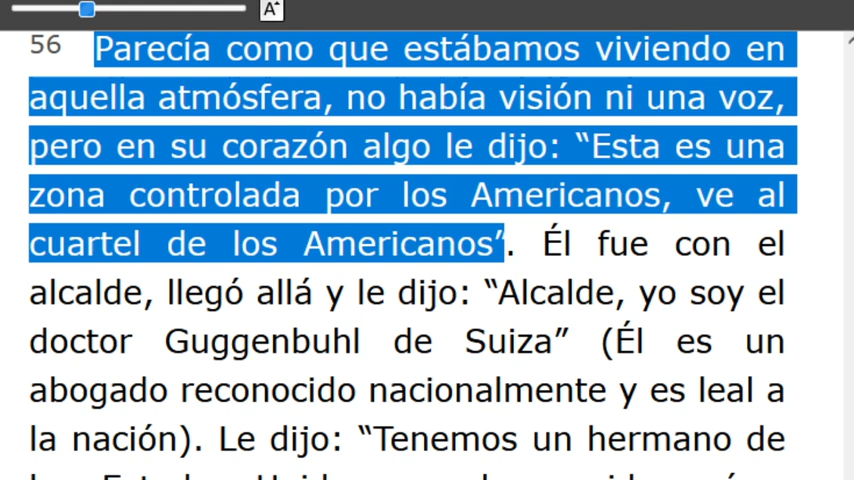 A
56 Parecía como que estábamos viviendo en
aquella atmósfera, no había visión ni una voz,
pero en su corazón algo le dijo: “Esta es una
zona controlada por los Americanos, ve al
cuartel de los Americanos”. Él fue con el
alcalde, llegó allá y le dijo: “Alcalde, yo soy el
doctor Guggenbuhl de Suiza” (Él es un
abogado reconocido nacionalmente y es leal a
la nación). Le dijo: “Tenemos un hermano de